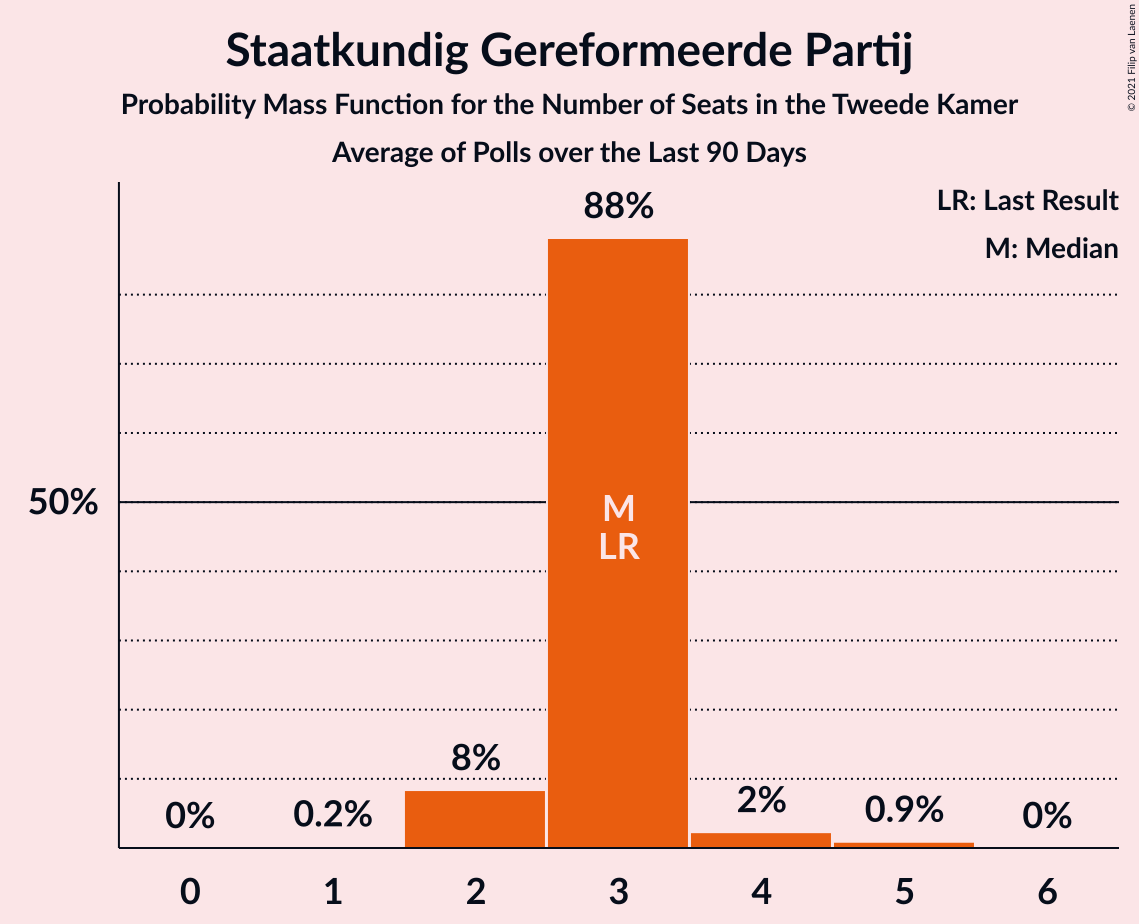 Staatkundig Gereformeerde Partij
Probability Mass Function for the Number of Seats in the Tweede Kamer
Average of Polls over the Last 90 Days
© 2021 Filip van Laenen
LR: Last Result
M: Median
88%
50%
M
LR
8%
0%
0.2%
2%
0.9%
0%
0 1 2 3 4 5 6